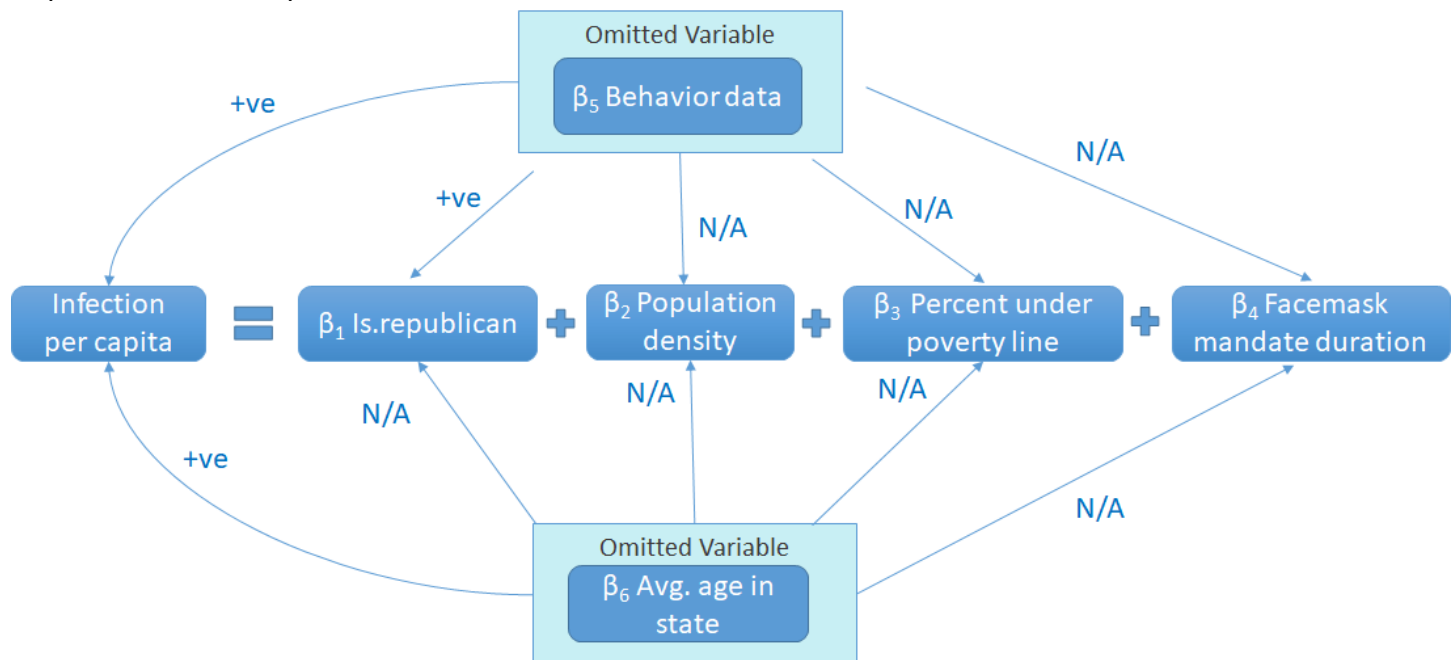 Omitted Variable
β₅ Behavior data
+ve
N/A
+ve
N/A
N/A
Infection
per capita
=
β₁ Is.republican
+
β₂ Population
density
+
β₃ Percent under
poverty line
+
β₄ Facemask
mandate duration
N/A
N/A
N/A
+ve
N/A
Omitted Variable
β₆ Avg. age in
state